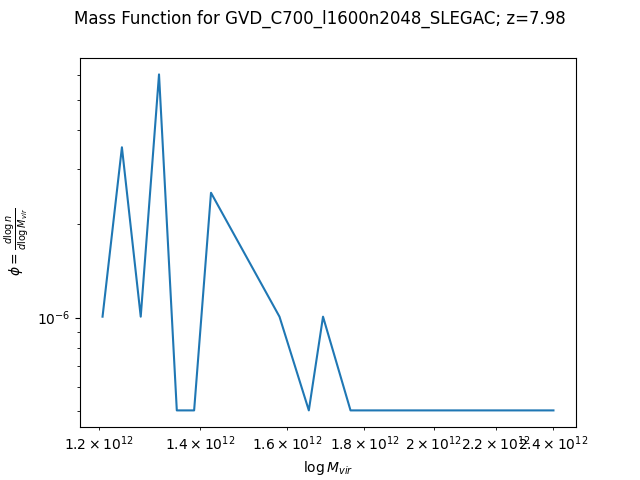 Mass Function for GVD_C700_l1600n2048_SLEGAC; z=7.98
ϕ = d log n / d log M_vir
10^−6
1.2 × 10^12 1.4 × 10^12 1.6 × 10^12 1.8 × 10^12 2 × 10^12 2.2 × 10^12 2.4 × 10^12
log M_vir